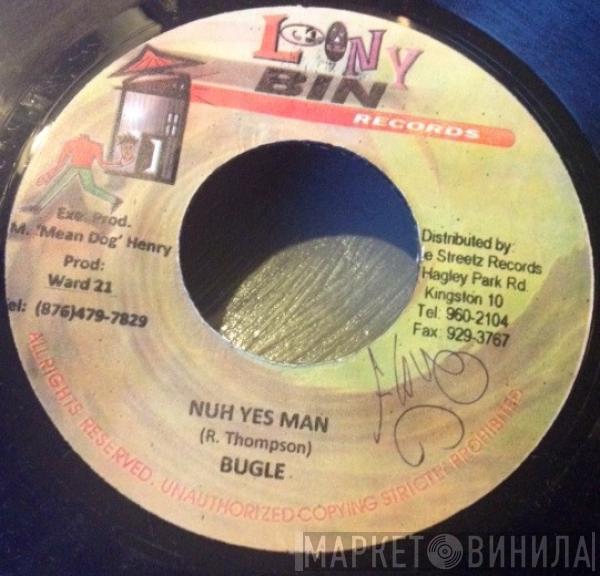 LOONY
BIN
RECORDS
Exe. Prod.
M. 'Mean Dog' Henry
Prod:
Ward 21
el: (876)479-7829
Distributed by:
e Streetz Records
Hagley Park Rd.
Kingston 10
Tel: 960-2104
Fax: 929-3767
NUH YES MAN
(R. Thompson)
BUGLE
ALL RIGHTS RESERVED. UNAUTHORIZED COPYING STRICTLY PROHIBITED
МАРКЕТ ВИНИЛА